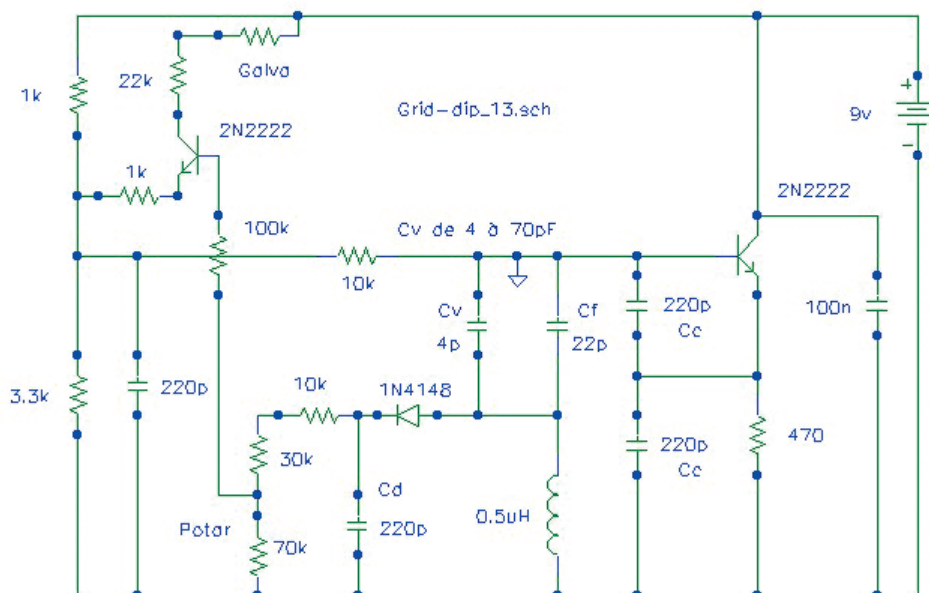 1k
22k
Galva
Grid-dip_13.sch
+
9v
-
2N2222
1k
2N2222
100k
Cv de 4 à 70pF
10k
Cv
4p
Cf
22p
220p
Cc
100n
3.3k
220p
10k
1N4148
30k
220p
Cc
470
Cd
220p
0.5uH
Potar
70k